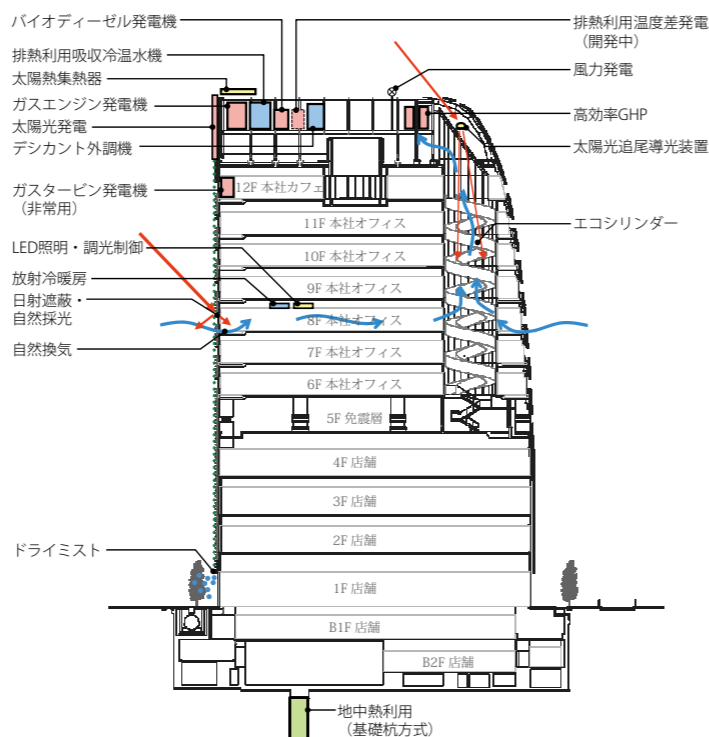 バイオディーゼル発電機
排熱利用吸収冷温水機
太陽熱集熱器
ガスエンジン発電機
太陽光発電
デシカント外調機
ガスタービン発電機
（非常用）
LED照明・調光制御
放射冷暖房
日射遮蔽・
自然採光
自然換気
ドライミスト
排熱利用温度差発電
（開発中）
風力発電
高効率GHP
太陽光追尾導光装置
エコシリンダー
12F 本社カフェ
11F 本社オフィス
10F 本社オフィス
9F 本社オフィス
8F 本社オフィス
7F 本社オフィス
6F 本社オフィス
5F 免震層
4F 店舗
3F 店舗
2F 店舗
1F 店舗
B1F 店舗
B2F 店舗
地中熱利用
（基礎杭方式）